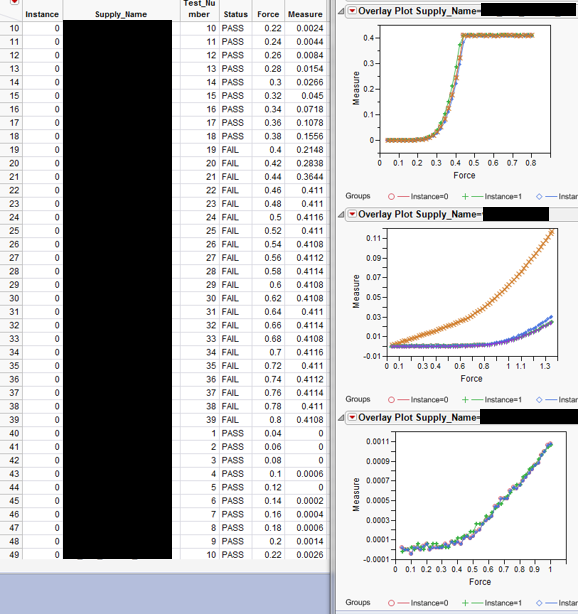 Test_Nu
Instance Supply_Name mber Status Force Measure
10 0 10 PASS 0.22 0.0024
11 0 11 PASS 0.24 0.0044
12 0 12 PASS 0.26 0.0084
13 0 13 PASS 0.28 0.0154
14 0 14 PASS 0.3 0.0266
15 0 15 PASS 0.32 0.045
16 0 16 PASS 0.34 0.0718
17 0 17 PASS 0.36 0.1078
18 0 18 PASS 0.38 0.1556
19 0 19 FAIL 0.4 0.2148
20 0 20 FAIL 0.42 0.2838
21 0 21 FAIL 0.44 0.3644
22 0 22 FAIL 0.46 0.411
23 0 23 FAIL 0.48 0.411
24 0 24 FAIL 0.5 0.4116
25 0 25 FAIL 0.52 0.411
26 0 26 FAIL 0.54 0.4108
27 0 27 FAIL 0.56 0.4112
28 0 28 FAIL 0.58 0.4114
29 0 29 FAIL 0.6 0.4108
30 0 30 FAIL 0.62 0.4108
31 0 31 FAIL 0.64 0.411
32 0 32 FAIL 0.66 0.4114
33 0 33 FAIL 0.68 0.4108
34 0 34 FAIL 0.7 0.4116
35 0 35 FAIL 0.72 0.411
36 0 36 FAIL 0.74 0.4112
37 0 37 FAIL 0.76 0.4114
38 0 38 FAIL 0.78 0.411
39 0 39 FAIL 0.8 0.4108
40 0 1 PASS 0.04 0
41 0 2 PASS 0.06 0
42 0 3 PASS 0.08 0
43 0 4 PASS 0.1 0.0006
44 0 5 PASS 0.12 0
45 0 6 PASS 0.14 0.0002
46 0 7 PASS 0.16 0.0004
47 0 8 PASS 0.18 0.0006
48 0 9 PASS 0.2 0.0014
49 0 10 PASS 0.22 0.0026
Overlay Plot Supply_Name=
0.4
0.3
0.2
0.1
0
Measure
0 0.1 0.2 0.3 0.4 0.5 0.6 0.7 0.8
Force
Groups Instance=0 Instance=1 Instar
Overlay Plot Supply_Name=
0.11
0.09
0.07
0.05
0.03
0.01
-0.01
Measure
0 0.1 0.3 0.4 0.6 0.8 1 1.1 1.3
Force
Groups Instance=0 Instance=1 Instar
Overlay Plot Supply_Name=
0.0011
0.0009
0.0007
0.0005
0.0003
0.0001
-0.0001
Measure
0 0.1 0.2 0.3 0.4 0.5 0.6 0.7 0.8 0.9 1
Force
Groups Instance=0 Instance=1 Instar